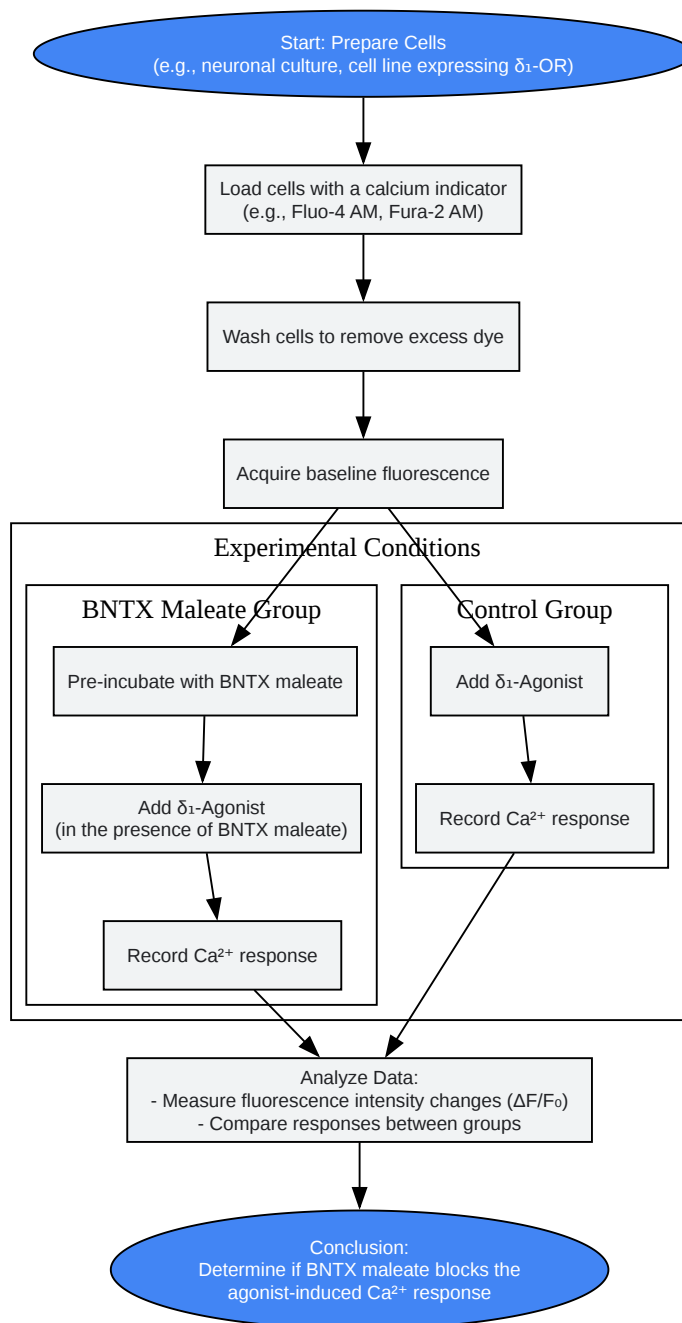 Start: Prepare Cells
(e.g., neuronal culture, cell line expressing δ₁-OR)
Load cells with a calcium indicator
(e.g., Fluo-4 AM, Fura-2 AM)
Wash cells to remove excess dye
Acquire baseline fluorescence
Experimental Conditions
BNTX Maleate Group
Pre-incubate with BNTX maleate
Add δ₁-Agonist
(in the presence of BNTX maleate)
Record Ca²⁺ response
Control Group
Add δ₁-Agonist
Record Ca²⁺ response
Analyze Data:
- Measure fluorescence intensity changes (ΔF/F₀)
- Compare responses between groups
Conclusion:
Determine if BNTX maleate blocks the
agonist-induced Ca²⁺ response